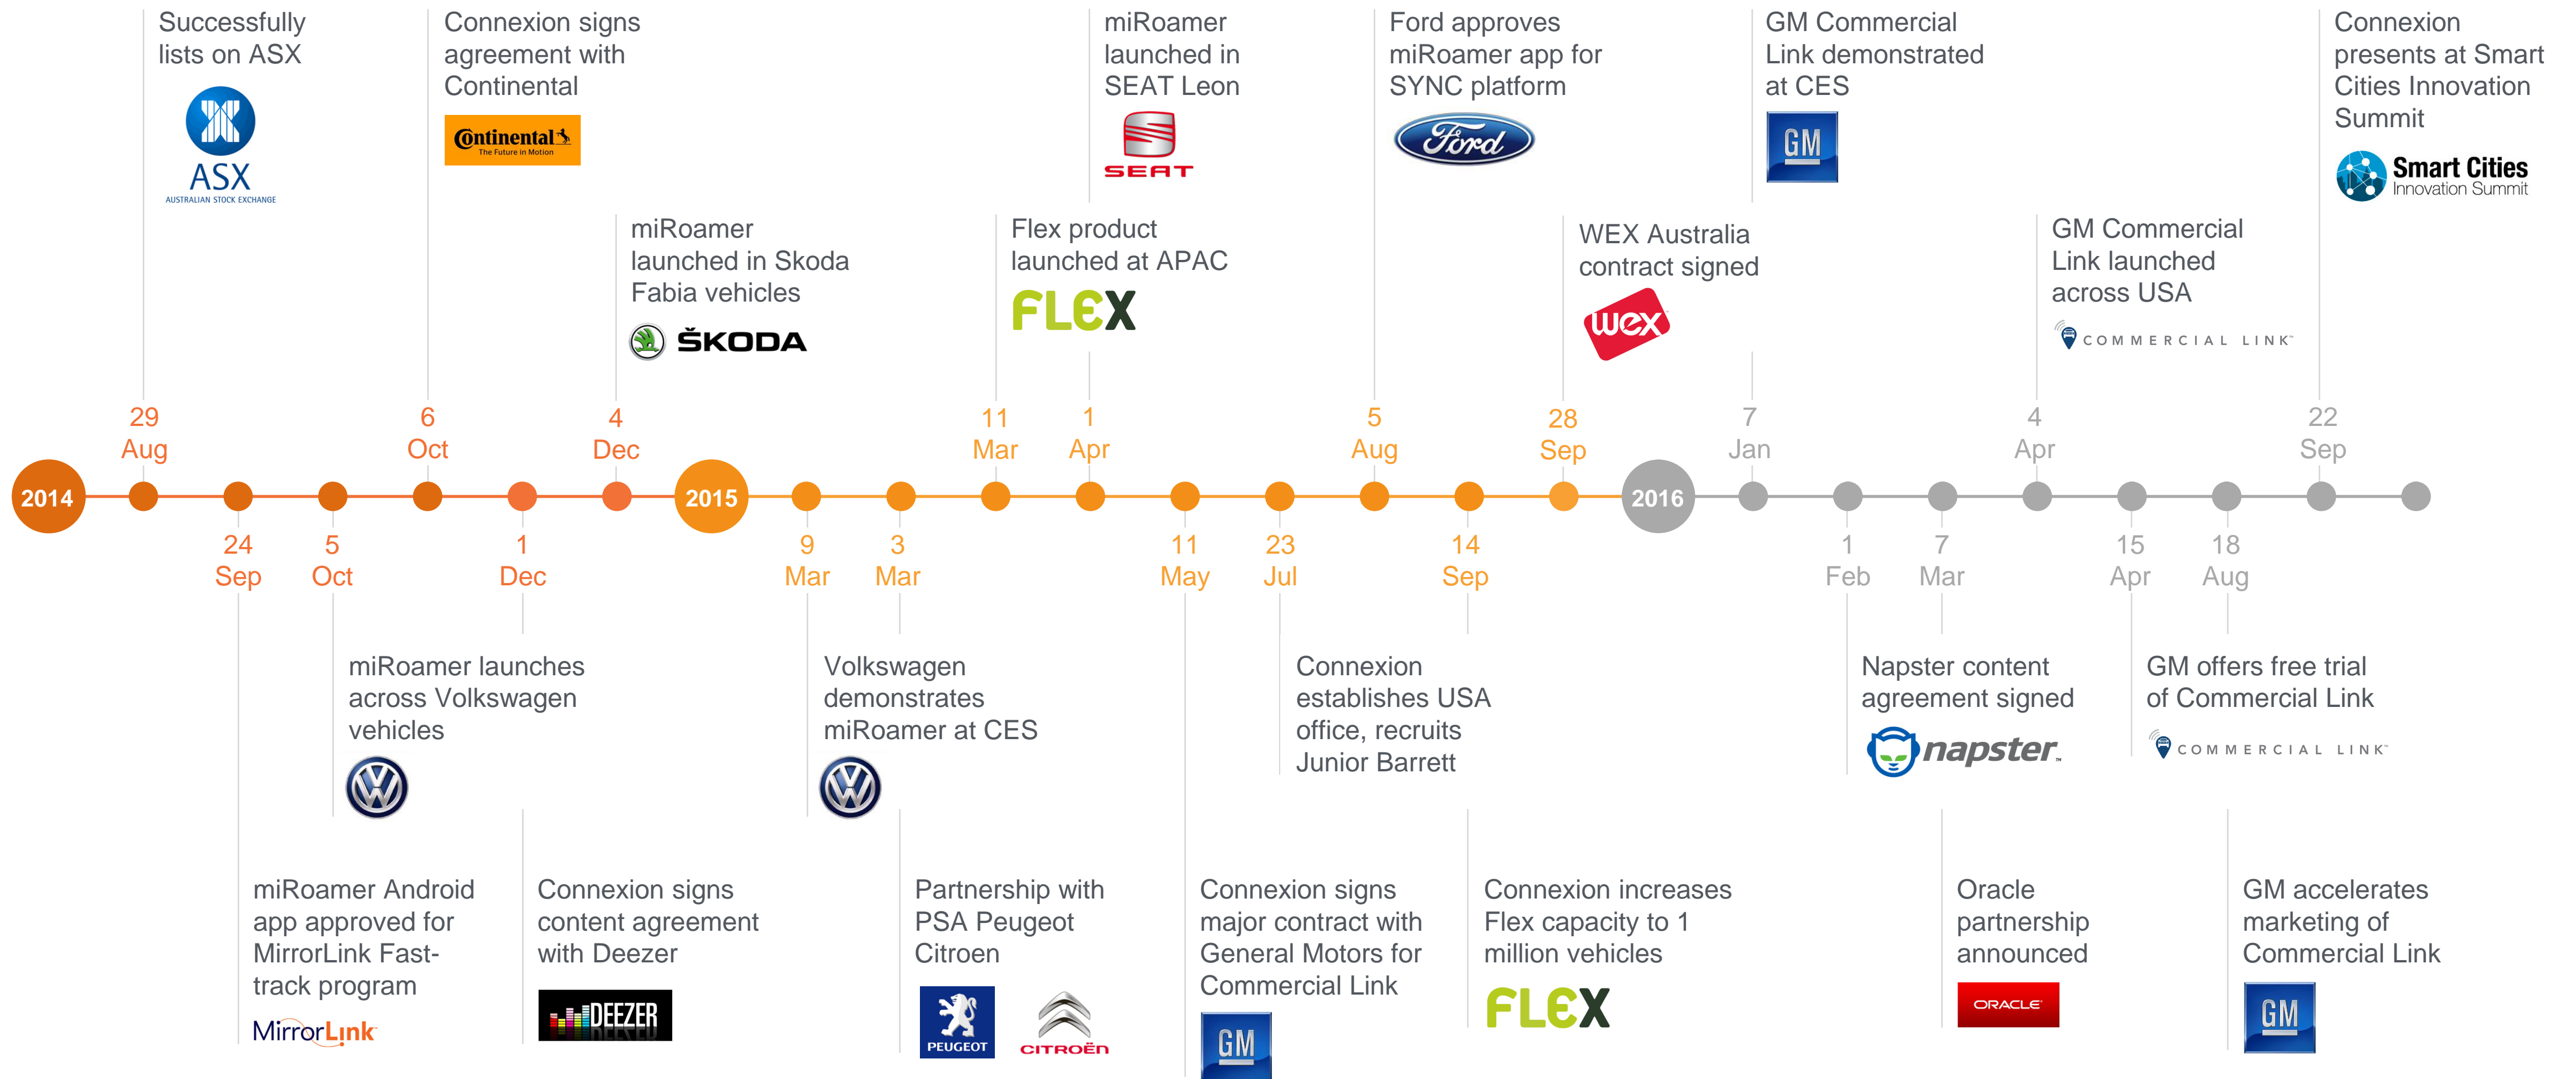 Successfully
lists on ASX
ASX
AUSTRALIAN STOCK EXCHANGE
Connexion signs
agreement with
Continental
Continental
The Future in Motion
miRoamer
launched in Skoda
Fabia vehicles
ŠKODA
Flex product
launched at APAC
FLEX
miRoamer
launched in
SEAT Leon
SEAT
Ford approves
miRoamer app for
SYNC platform
Ford
WEX Australia
contract signed
wex
GM Commercial
Link demonstrated
at CES
GM
GM Commercial
Link launched
across USA
COMMERCIAL LINK™
Connexion
presents at Smart
Cities Innovation
Summit
Smart Cities
Innovation Summit
29
Aug
6
Oct
4
Dec
11
Mar
1
Apr
5
Aug
28
Sep
7
Jan
4
Apr
22
Sep
2014
2015
2016
24
Sep
5
Oct
1
Dec
9
Mar
3
Mar
11
May
23
Jul
14
Sep
1
Feb
7
Mar
15
Apr
18
Aug
miRoamer launches
across Volkswagen
vehicles
Volkswagen
demonstrates
miRoamer at CES
Connexion
establishes USA
office, recruits
Junior Barrett
Napster content
agreement signed
napster™
GM offers free trial
of Commercial Link
COMMERCIAL LINK™
miRoamer Android
app approved for
MirrorLink Fast-
track program
MirrorLink
Connexion signs
content agreement
with Deezer
DEEZER
Partnership with
PSA Peugeot
Citroen
PEUGEOT
CITROËN
Connexion signs
major contract with
General Motors for
Commercial Link
GM
Connexion increases
Flex capacity to 1
million vehicles
FLEX
Oracle
partnership
announced
ORACLE
GM accelerates
marketing of
Commercial Link
GM